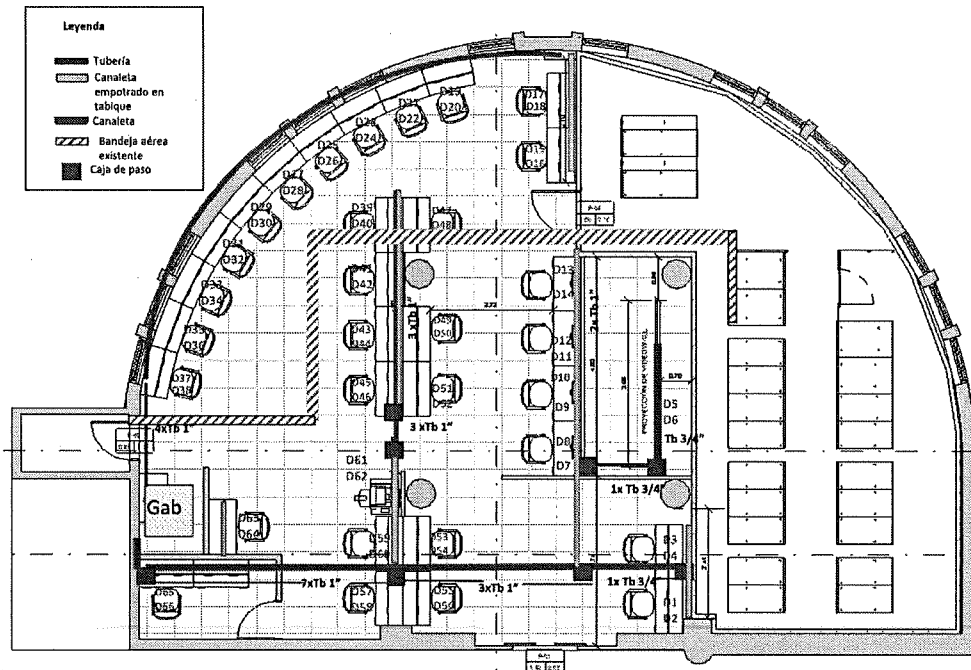 Leyenda
Tubería
Canaleta
empotrado en
tabique
Canaleta
Bandeja aérea
existente
Caja de paso
D17
D18
D15
D16
D19
D20
D21
D22
D23
D24
D25
D26
D27
D28
D29
D30
D31
D32
D33
D34
D35
D36
D37
D38
D39
D40
D47
D48
D41
D42
D43
D44
D45
D46
D49
D50
D51
D52
D13
D14
D12
D11
D10
D9
D8
D7
D5
D6
3 xTb 1"
2x Tb 1"
PROYECCIÓN DE VIDEOWALL
2.72
0.70
4xTb 1"
3 xTb 1"
Tb 3/4"
1x Tb 3/4"
D61
D62
Gab
D63
D64
D59
D60
D53
D54
D3
D4
7xTb 1"
3xTb 1"
1x Tb 3/4"
D65
D66
D57
D58
D55
D56
D1
D2